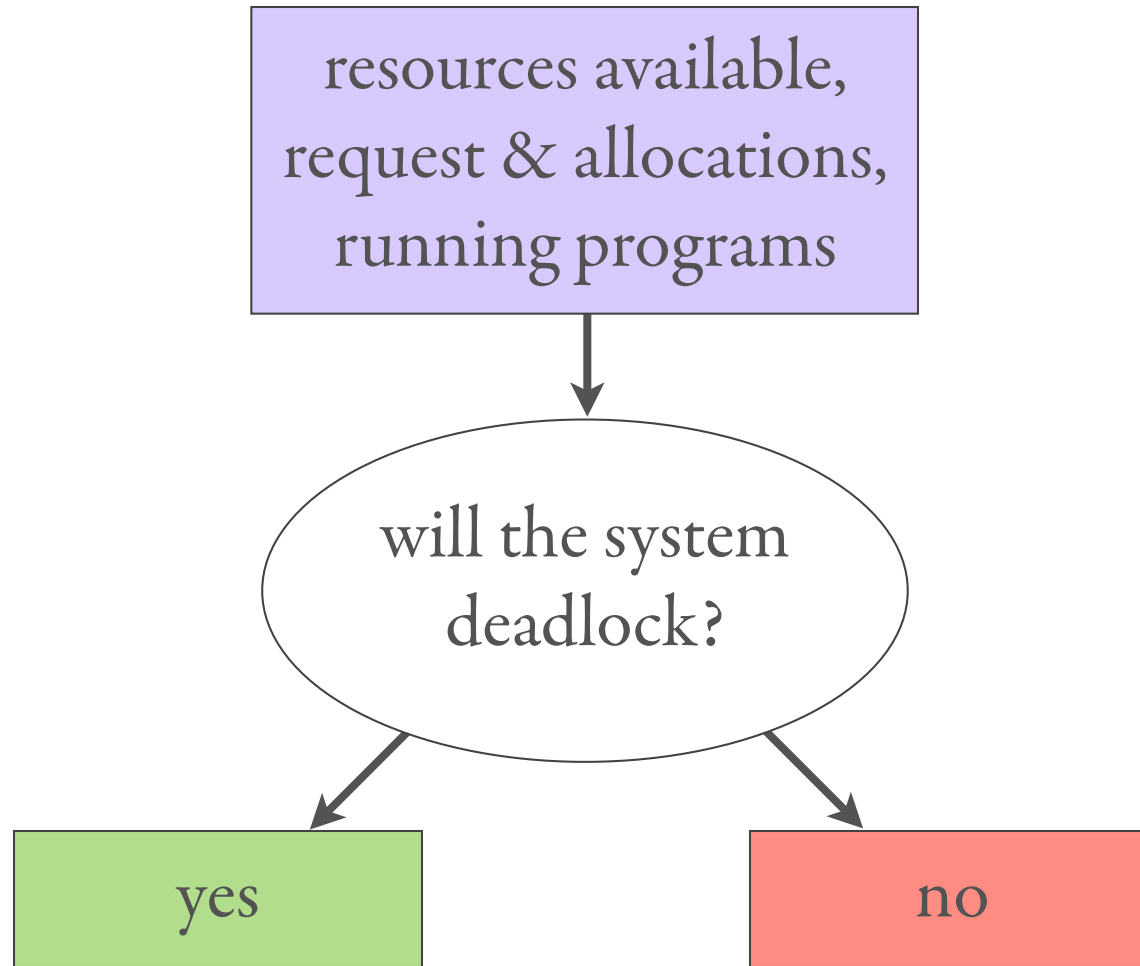 resources available,
request & allocations,
running programs
will the system
deadlock?
yes
no